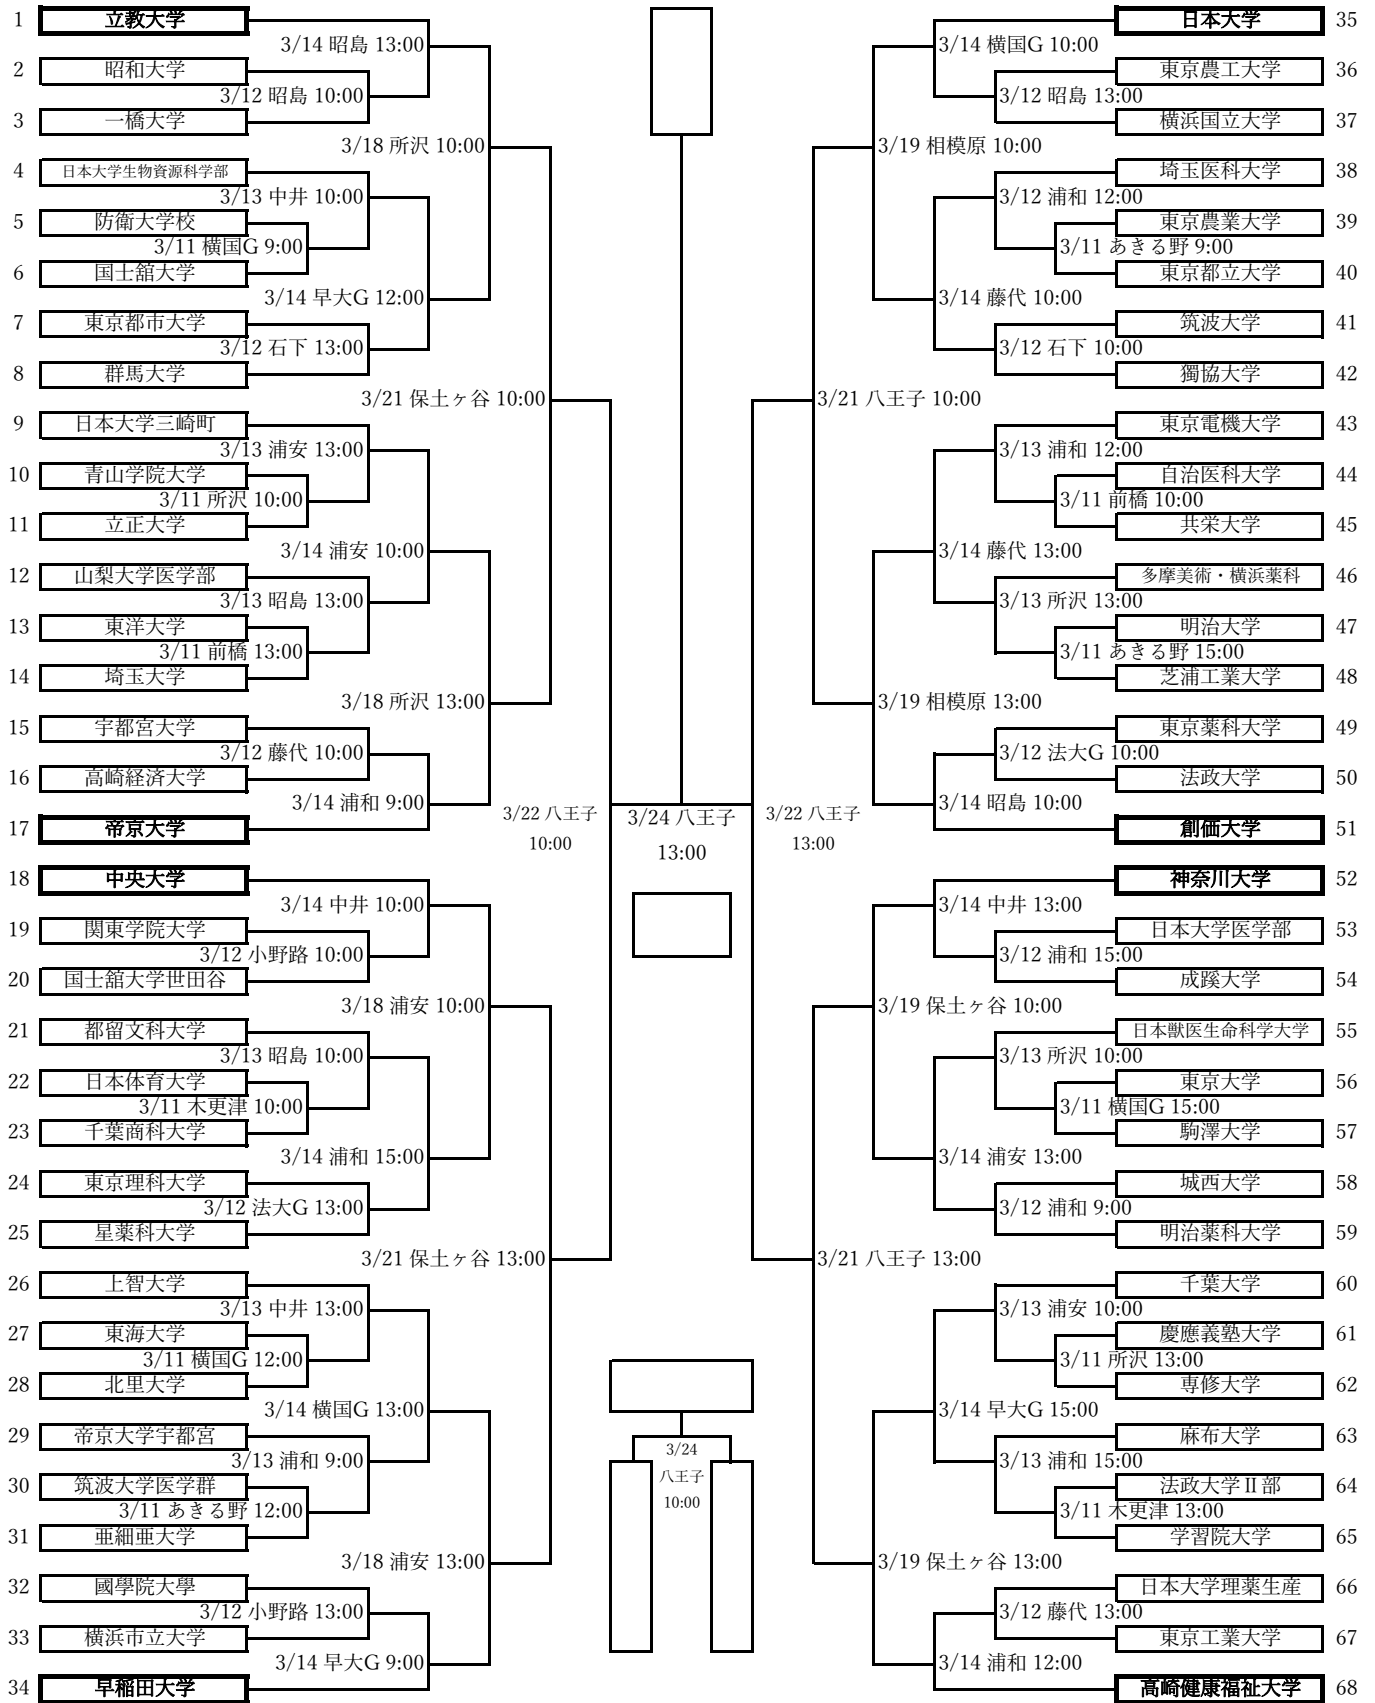 1 立教大学
3/14 昭島 13:00
2 昭和大学
3/12 昭島 10:00
3 一橋大学
3/18 所沢 10:00
4 日本大学生物資源科学部
3/13 中井 10:00
5 防衛大学校
3/11 横国G 9:00
6 国士舘大学
3/14 早大G 12:00
7 東京都市大学
3/12 石下 13:00
8 群馬大学
3/21 保土ヶ谷 10:00
9 日本大学三崎町
3/13 浦安 13:00
10 青山学院大学
3/11 所沢 10:00
11 立正大学
3/14 浦安 10:00
12 山梨大学医学部
3/13 昭島 13:00
13 東洋大学
3/11 前橋 13:00
14 埼玉大学
3/18 所沢 13:00
15 宇都宮大学
3/12 藤代 10:00
16 高崎経済大学
3/14 浦和 9:00
17 帝京大学
3/22 八王子
10:00
18 中央大学
3/14 中井 10:00
19 関東学院大学
3/12 小野路 10:00
20 国士舘大学世田谷
3/18 浦安 10:00
21 都留文科大学
3/13 昭島 10:00
22 日本体育大学
3/11 木更津 10:00
23 千葉商科大学
3/14 浦和 15:00
24 東京理科大学
3/12 法大G 13:00
25 星薬科大学
3/21 保土ヶ谷 13:00
26 上智大学
3/13 中井 13:00
27 東海大学
3/11 横国G 12:00
28 北里大学
3/14 横国G 13:00
29 帝京大学宇都宮
3/13 浦和 9:00
30 筑波大学医学群
3/11 あきる野 12:00
31 亜細亜大学
3/18 浦安 13:00
32 國學院大學
3/12 小野路 13:00
33 横浜市立大学
3/14 早大G 9:00
34 早稲田大学
3/24 八王子
13:00
3/24
八王子
10:00
日本大学 35
3/14 横国G 10:00
東京農工大学 36
3/12 昭島 13:00
横浜国立大学 37
3/19 相模原 10:00
埼玉医科大学 38
3/12 浦和 12:00
東京農業大学 39
3/11 あきる野 9:00
東京都立大学 40
3/14 藤代 10:00
筑波大学 41
3/12 石下 10:00
獨協大学 42
3/21 八王子 10:00
東京電機大学 43
3/13 浦和 12:00
自治医科大学 44
3/11 前橋 10:00
共栄大学 45
3/14 藤代 13:00
多摩美術・横浜薬科 46
3/13 所沢 13:00
明治大学 47
3/11 あきる野 15:00
芝浦工業大学 48
3/19 相模原 13:00
東京薬科大学 49
3/12 法大G 10:00
法政大学 50
3/14 昭島 10:00
創価大学 51
3/22 八王子
13:00
神奈川大学 52
3/14 中井 13:00
日本大学医学部 53
3/12 浦和 15:00
成蹊大学 54
3/19 保土ヶ谷 10:00
日本獣医生命科学大学 55
3/13 所沢 10:00
東京大学 56
3/11 横国G 15:00
駒澤大学 57
3/14 浦安 13:00
城西大学 58
3/12 浦和 9:00
明治薬科大学 59
3/21 八王子 13:00
千葉大学 60
3/13 浦安 10:00
慶應義塾大学 61
3/11 所沢 13:00
専修大学 62
3/14 早大G 15:00
麻布大学 63
3/13 浦和 15:00
法政大学Ⅱ部 64
3/11 木更津 13:00
学習院大学 65
3/19 保土ヶ谷 13:00
日本大学理薬生産 66
3/12 藤代 13:00
東京工業大学 67
3/14 浦和 12:00
高崎健康福祉大学 68